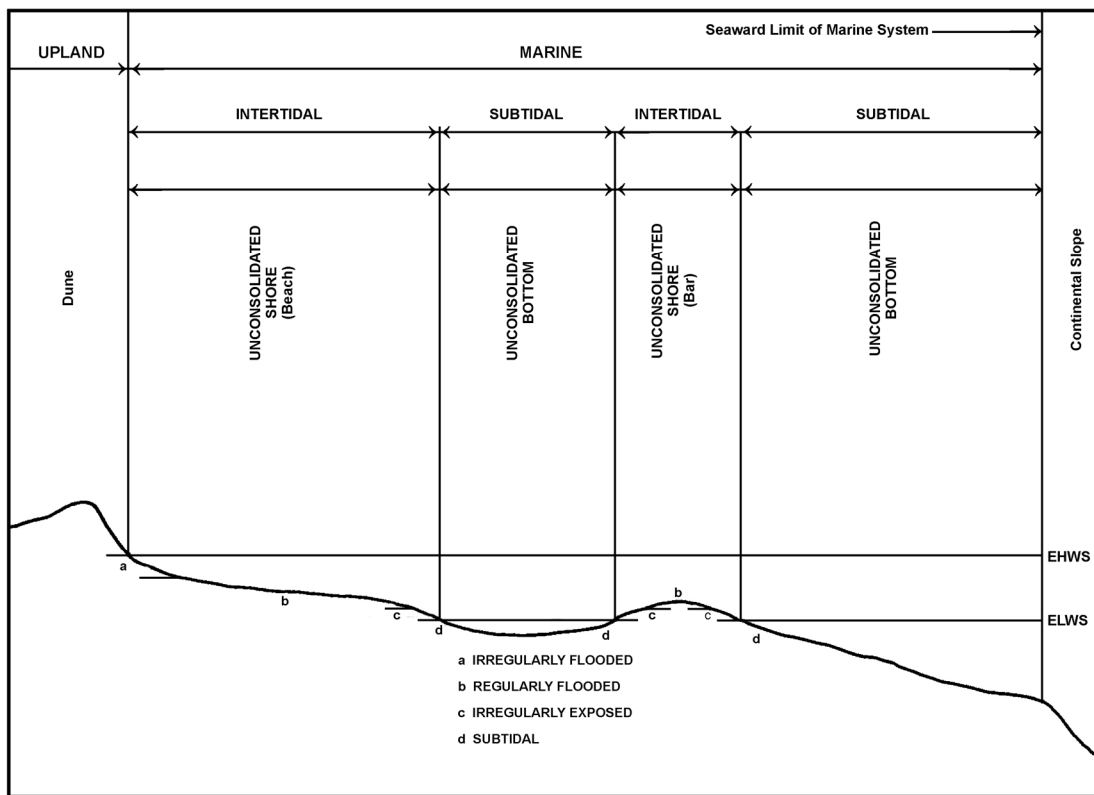 Seaward Limit of Marine System
UPLAND
MARINE
INTERTIDAL
SUBTIDAL
INTERTIDAL
SUBTIDAL
Dune
UNCONSOLIDATED
SHORE
(Beach)
UNCONSOLIDATED
BOTTOM
UNCONSOLIDATED
SHORE
(Bar)
UNCONSOLIDATED
BOTTOM
Continental Slope
EHWS
a
b
b
c
c
c
ELWS
d
d
d
a IRREGULARLY FLOODED
b REGULARLY FLOODED
c IRREGULARLY EXPOSED
d SUBTIDAL